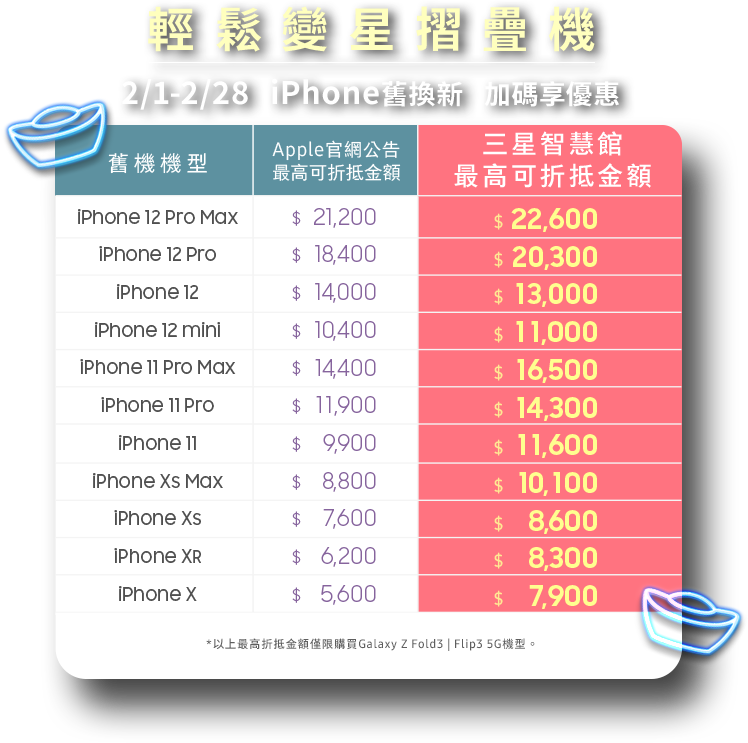 輕鬆變星摺疊機
2/1-2/28 iPhone舊換新 加碼享優惠
舊機機型 Apple官網公告 最高可折抵金額 三星智慧館 最高可折抵金額
iPhone 12 Pro Max $ 21,200 $ 22,600
iPhone 12 Pro $ 18,400 $ 20,300
iPhone 12 $ 14,000 $ 13,000
iPhone 12 mini $ 10,400 $ 11,000
iPhone 11 Pro Max $ 14,400 $ 16,500
iPhone 11 Pro $ 11,900 $ 14,300
iPhone 11 $ 9,900 $ 11,600
iPhone Xs Max $ 8,800 $ 10,100
iPhone Xs $ 7,600 $ 8,600
iPhone XR $ 6,200 $ 8,300
iPhone X $ 5,600 $ 7,900
*以上最高折抵金額僅限購買Galaxy Z Fold3 | Flip3 5G機型。